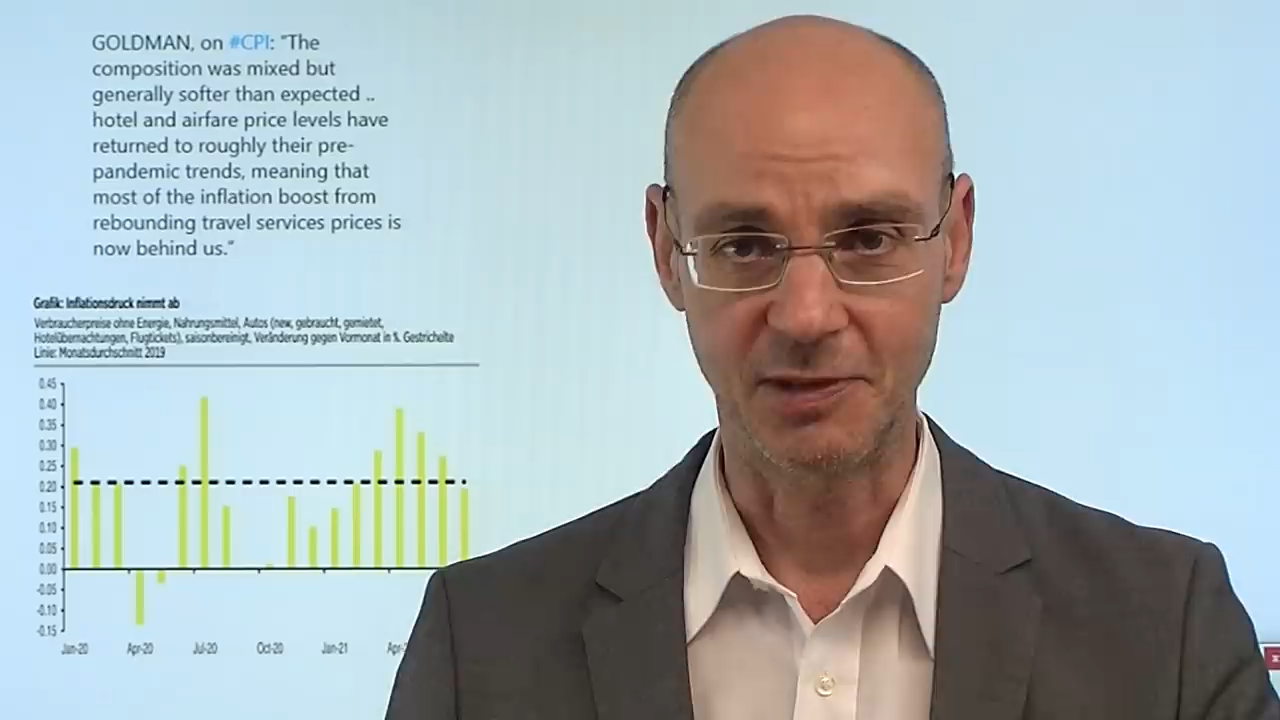 GOLDMAN, on #CPI: "The
composition was mixed but
generally softer than expected ..
hotel and airfare price levels have
returned to roughly their pre-
pandemic trends, meaning that
most of the inflation boost from
rebounding travel services prices is
now behind us."
Grafik: Inflationsdruck nimmt ab
Verbraucherpreise ohne Energie, Nahrungsmittel, Autos (new, gebraucht, gemietet,
Hotelübernachtungen, Flugtickets), saisonbereinigt, Veränderung gegen Vormonat in %. Gestrichelte
Linie: Monatsdurchschnitt 2019
0.45
0.40
0.35
0.30
0.25
0.20
0.15
0.10
0.05
0.00
-0.05
-0.10
-0.15
Jan-20 Apr-20 Jul-20 Oct-20 Jan-21 Apr-